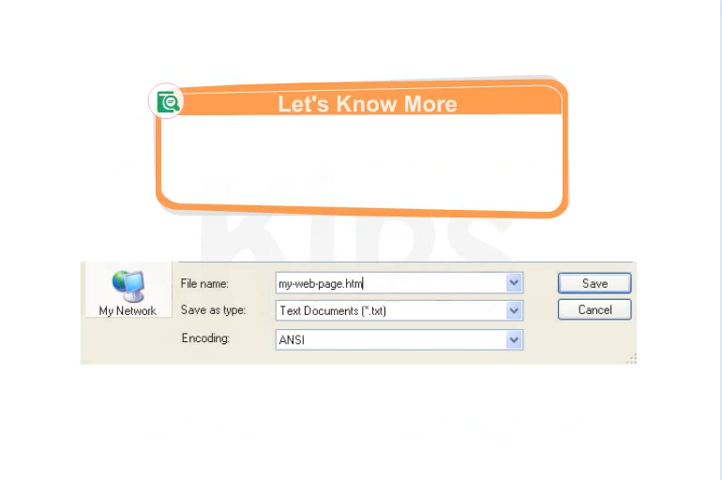 Let's Know More
Kips
File name: my-web-page.htm Save
My Network Save as type: Text Documents (*.txt) Cancel
Encoding: ANSI